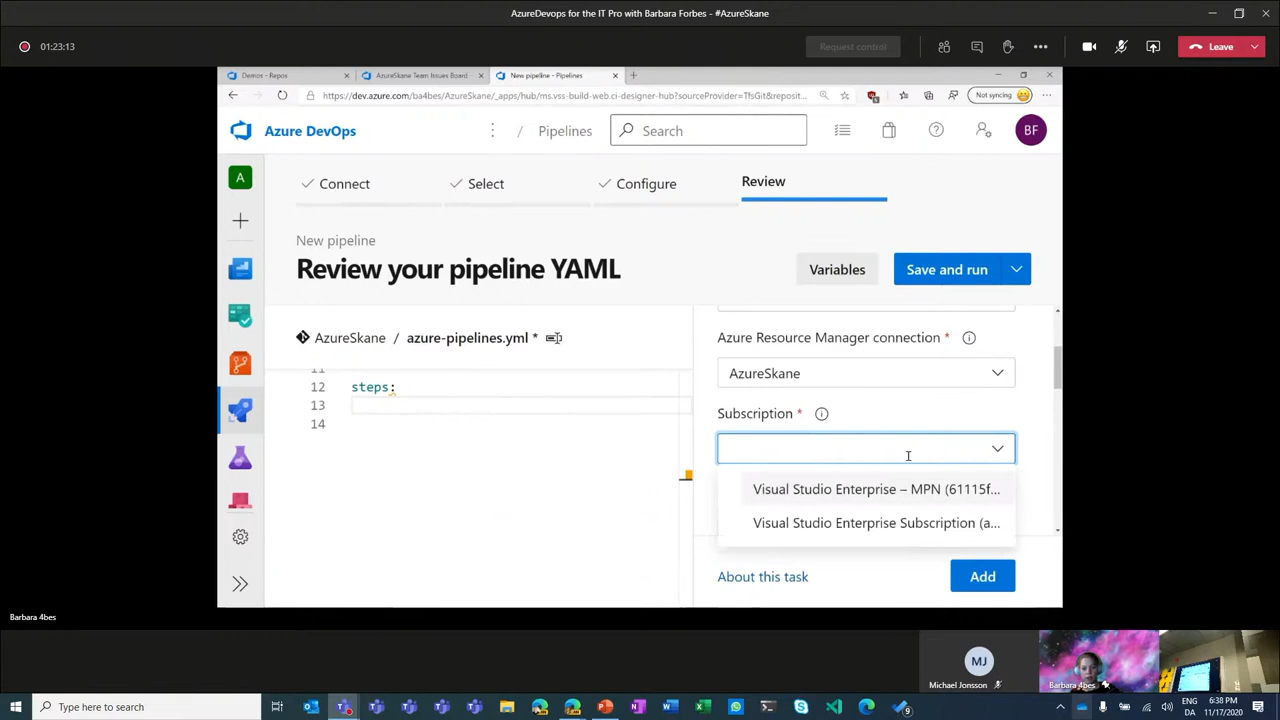 AzureDevops for the IT Pro with Barbara Forbes - #AzureSkane
01:23:13
Request control
Leave
Demos - Repos
AzureSkane Team Issues Board
New pipeline - Pipelines
https://dev.azure.com/ba4bes/AzureSkane/_apps/hub/ms.vss-build-web.ci-designer-hub?sourceProvider=TfsGit&reposit...
Not syncing
Azure DevOps
/ Pipelines
Search
BF
A
Connect
Select
Configure
Review
New pipeline
Review your pipeline YAML
Variables
Save and run
AzureSkane / azure-pipelines.yml *
11
12 steps:
13
14
Azure Resource Manager connection *
AzureSkane
Subscription *
Visual Studio Enterprise – MPN (61115f...
Visual Studio Enterprise Subscription (a...
About this task
Add
Barbara 4bes
MJ
Michael Jonsson
Barbara 4bes
Type here to search
6:38 PM
DA
11/17/2020